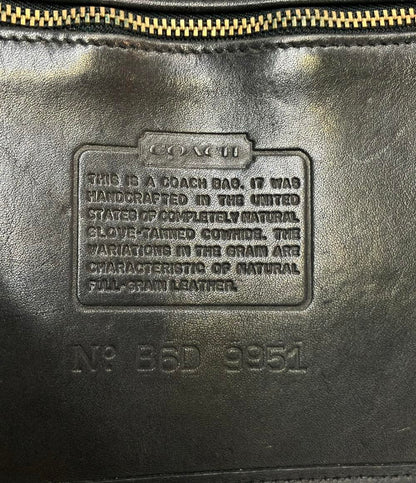 COACH
THIS IS A COACH BAG. IT WAS
HANDCRAFTED IN THE UNITED
STATES OF COMPLETELY NATURAL
GLOVE-TANNED COWHIDE. THE
VARIATIONS IN THE GRAIN ARE
CHARACTERISTIC OF NATURAL
FULL-GRAIN LEATHER.
Nº B6D 9951